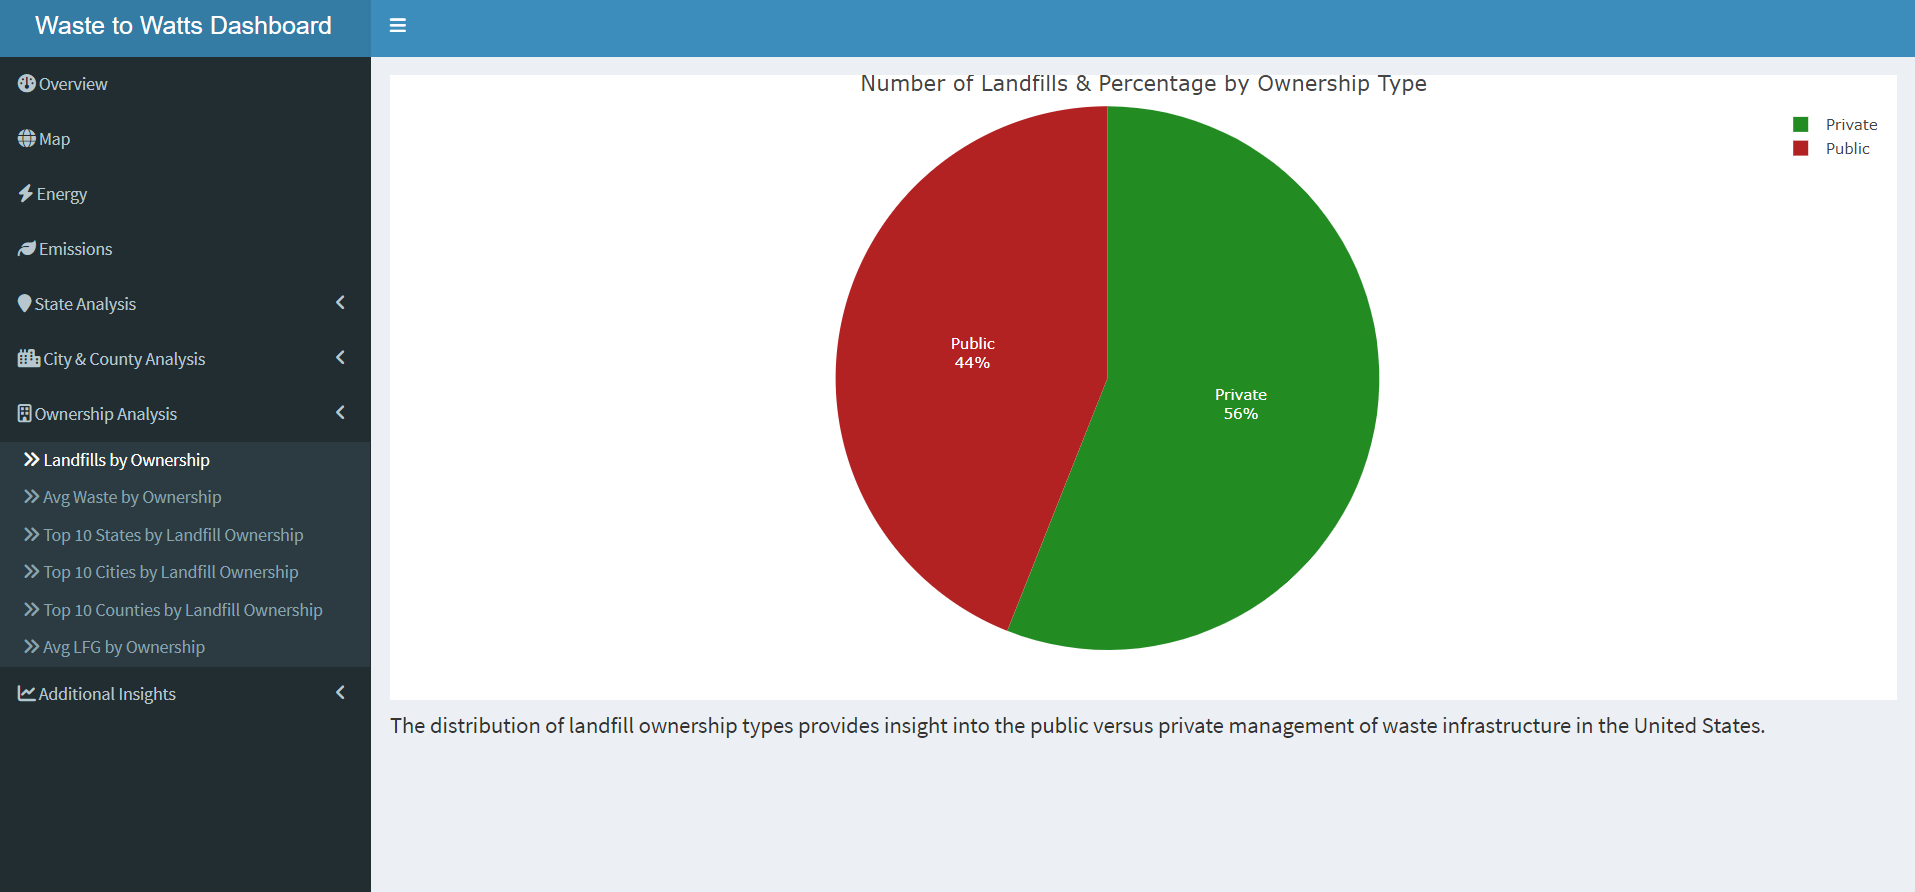 Waste to Watts Dashboard
Overview
Map
Energy
Emissions
State Analysis
City & County Analysis
Ownership Analysis
Landfills by Ownership
Avg Waste by Ownership
Top 10 States by Landfill Ownership
Top 10 Cities by Landfill Ownership
Top 10 Counties by Landfill Ownership
Avg LFG by Ownership
Additional Insights
Number of Landfills & Percentage by Ownership Type
Private
Public
Public
44%
Private
56%
The distribution of landfill ownership types provides insight into the public versus private management of waste infrastructure in the United States.